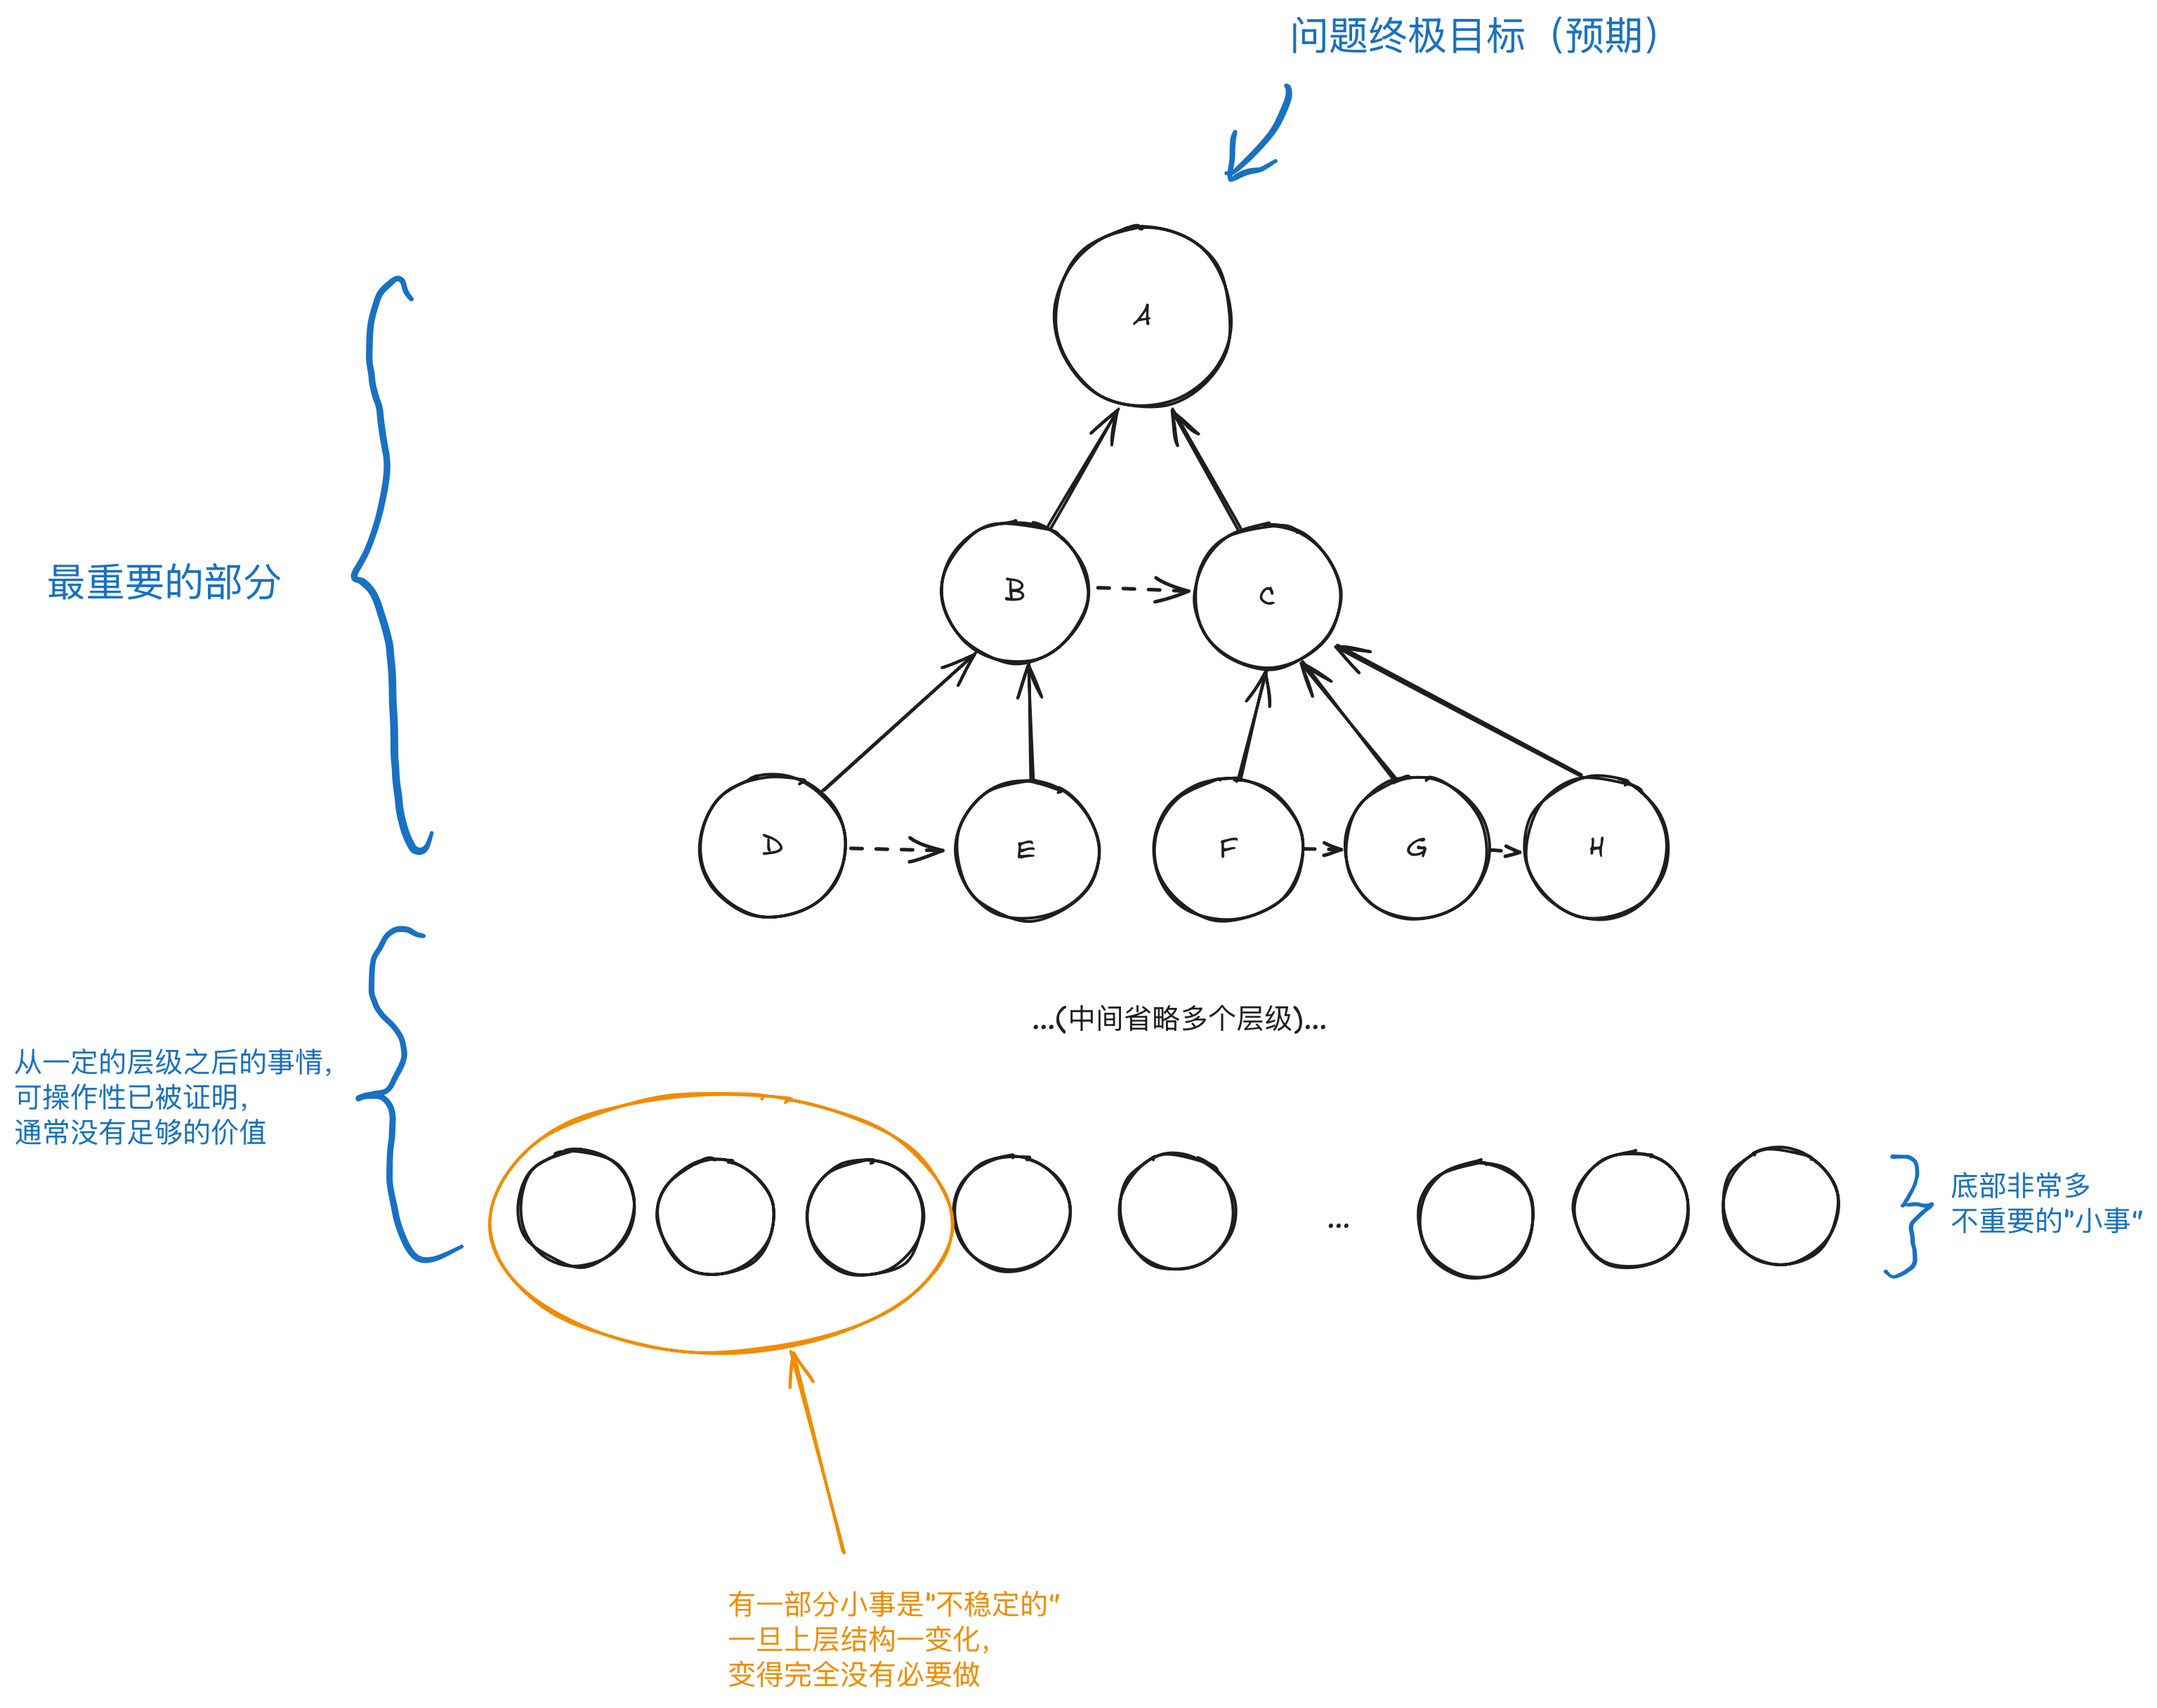 问题终极目标（预期）
A
最重要的部分
B
C
D
E
F
G
H
...(中间省略多个层级)...
从一定的层级之后的事情，
可操作性已被证明，
通常没有足够的价值
...
底部非常多
不重要的“小事“
有一部分小事是“不稳定的“
一旦上层结构一变化，
变得完全没有必要做